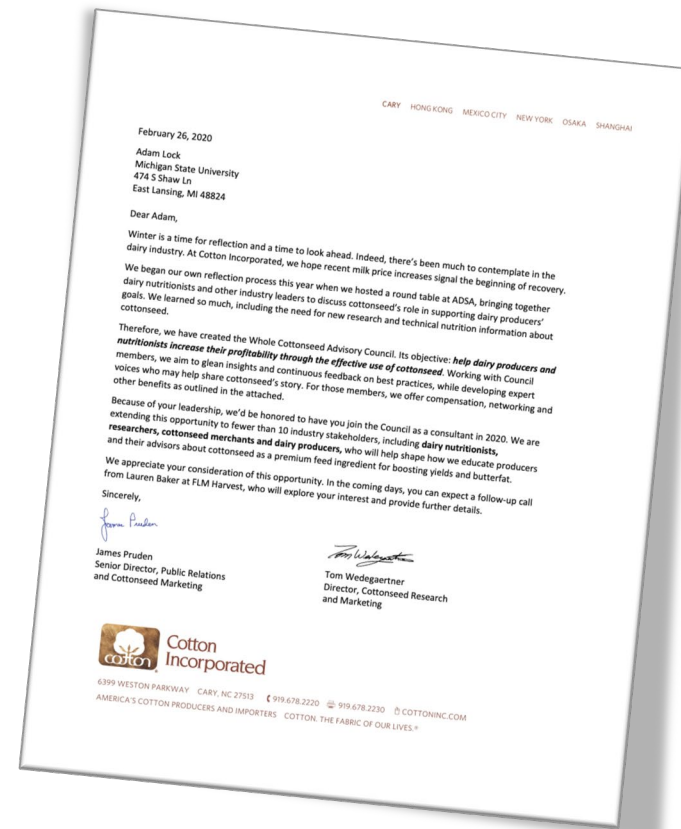 CARY HONG KONG MEXICO CITY NEW YORK OSAKA SHANGHAI
February 26, 2020
Adam Lock
Michigan State University
474 S Shaw Ln
East Lansing, MI 48824
Dear Adam,
Winter is a time for reflection and a time to look ahead. Indeed, there's been much to contemplate in the
dairy industry. At Cotton Incorporated, we hope recent milk price increases signal the beginning of recovery.
We began our own reflection process this year when we hosted a round table at ADSA, bringing together
dairy nutritionists and other industry leaders to discuss cottonseed's role in supporting dairy producers'
goals. We learned so much, including the need for new research and technical nutrition information about
cottonseed.
Therefore, we have created the Whole Cottonseed Advisory Council. Its objective: help dairy producers and
nutritionists increase their profitability through the effective use of cottonseed. Working with Council
members, we aim to glean insights and continuous feedback on best practices, while developing expert
voices who may help share cottonseed's story. For those members, we offer compensation, networking and
other benefits as outlined in the attached.
Because of your leadership, we'd be honored to have you join the Council as a consultant in 2020. We are
extending this opportunity to fewer than 10 industry stakeholders, including dairy nutritionists,
researchers, cottonseed merchants and dairy producers, who will help shape how we educate producers
and their advisors about cottonseed as a premium feed ingredient for boosting yields and butterfat.
We appreciate your consideration of this opportunity. In the coming days, you can expect a follow-up call
from Lauren Baker at FLM Harvest, who will explore your interest and provide further details.
Sincerely,
James Pruden
Tom Wedegaertner
James Pruden
Senior Director, Public Relations
and Cottonseed Marketing
Tom Wedegaertner
Director, Cottonseed Research
and Marketing
cotton
Cotton
Incorporated
6399 WESTON PARKWAY CARY, NC 27513 919.678.2220 919.678.2230 COTTONINC.COM
AMERICA'S COTTON PRODUCERS AND IMPORTERS COTTON. THE FABRIC OF OUR LIVES.®